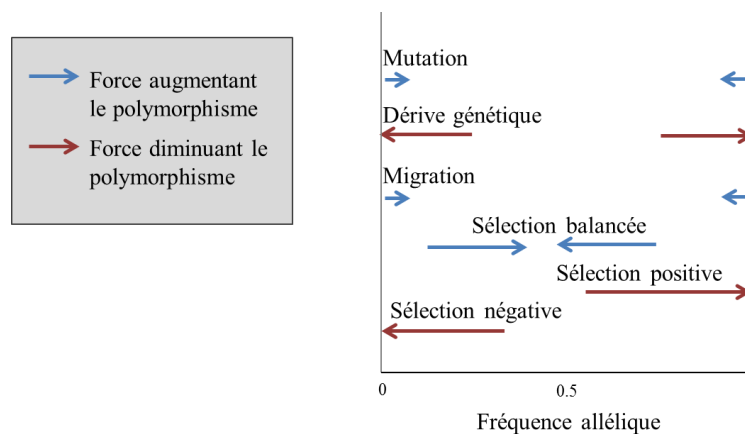 Force augmentant
le polymorphisme
Force diminuant le
polymorphisme
Mutation
Dérive génétique
Migration
Sélection balancée
Sélection positive
Sélection négative
0
0.5
Fréquence allélique